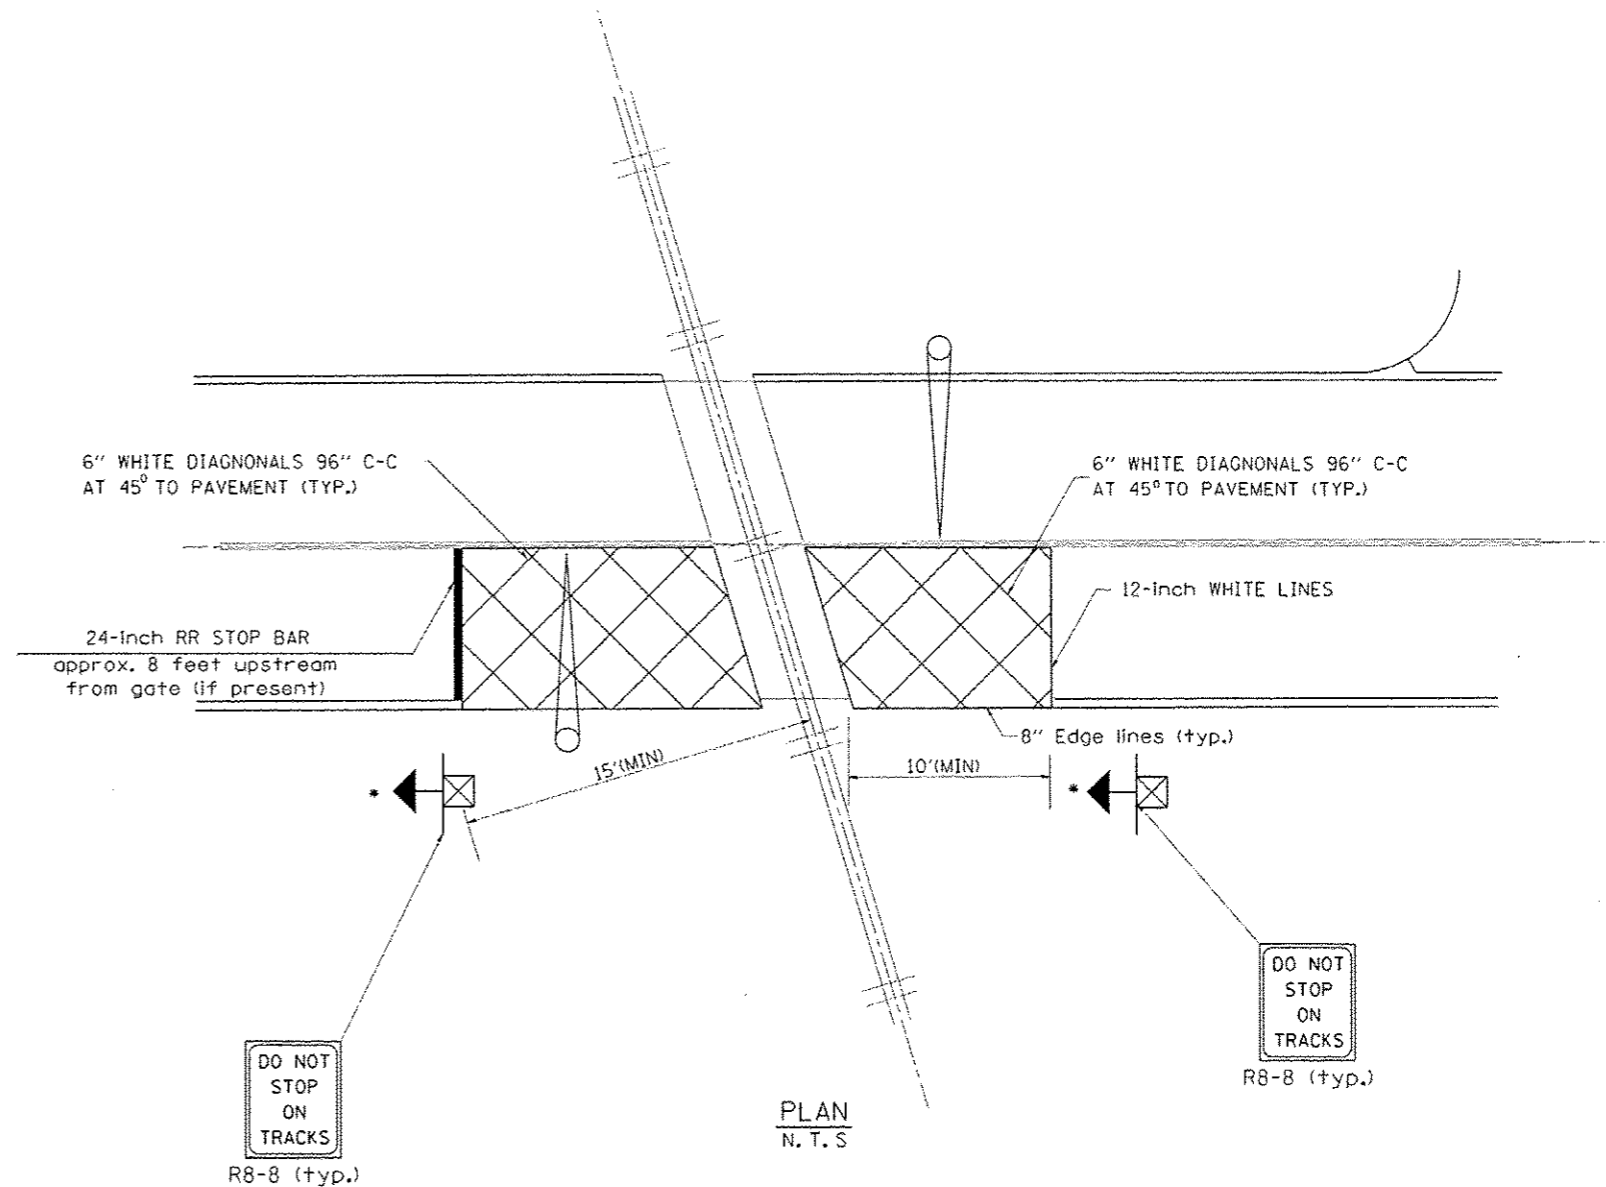 6" WHITE DIAGNONALS 96" C-C
AT 45° TO PAVEMENT (TYP.)
6" WHITE DIAGNONALS 96" C-C
AT 45° TO PAVEMENT (TYP.)
12-inch WHITE LINES
24-inch RR STOP BAR
approx. 8 feet upstream
from gate (if present)
8" Edge lines (typ.)
15'(MIN)
10'(MIN)
*
*
DO NOT
STOP
ON
TRACKS
R8-8 (typ.)
DO NOT
STOP
ON
TRACKS
R8-8 (typ.)
PLAN
N. T. S